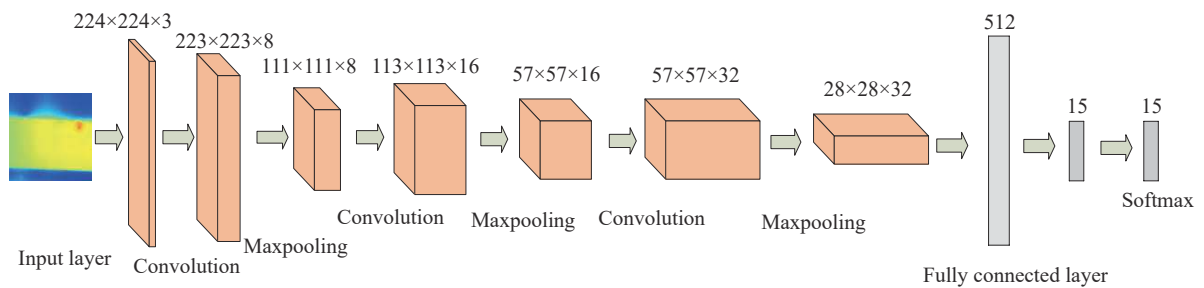 224×224×3
223×223×8
111×111×8
113×113×16
57×57×16
57×57×32
28×28×32
512
15
15
Input layer
Convolution
Maxpooling
Convolution
Maxpooling
Convolution
Maxpooling
Fully connected layer
Softmax